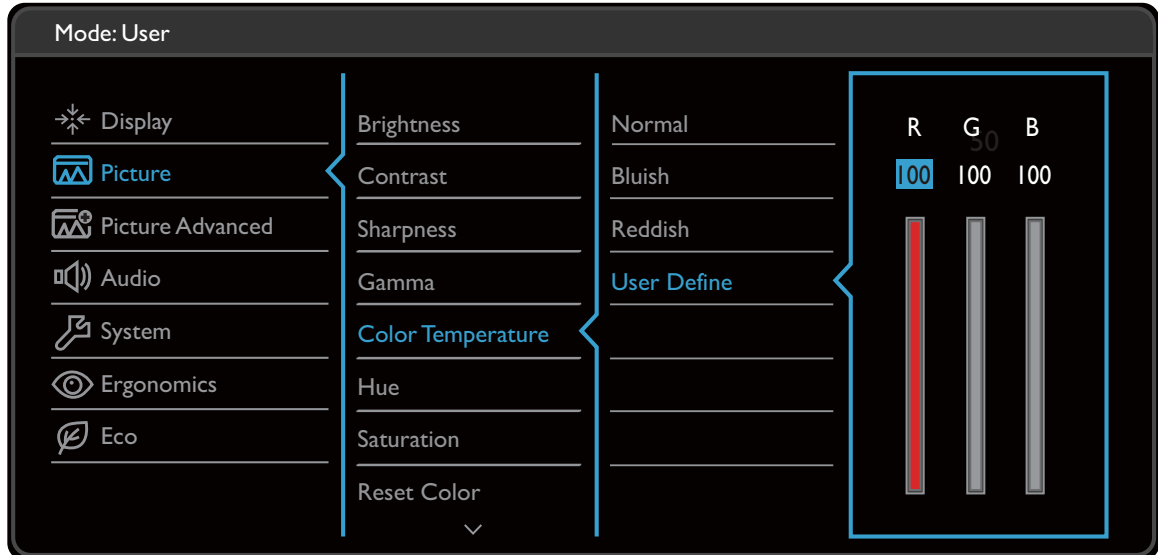 Mode: User
Display
Picture
Picture Advanced
Audio
System
Ergonomics
Eco
Brightness
Contrast
Sharpness
Gamma
Color Temperature
Hue
Saturation
Reset Color
Normal
Bluish
Reddish
User Define
R G B
50
100 100 100